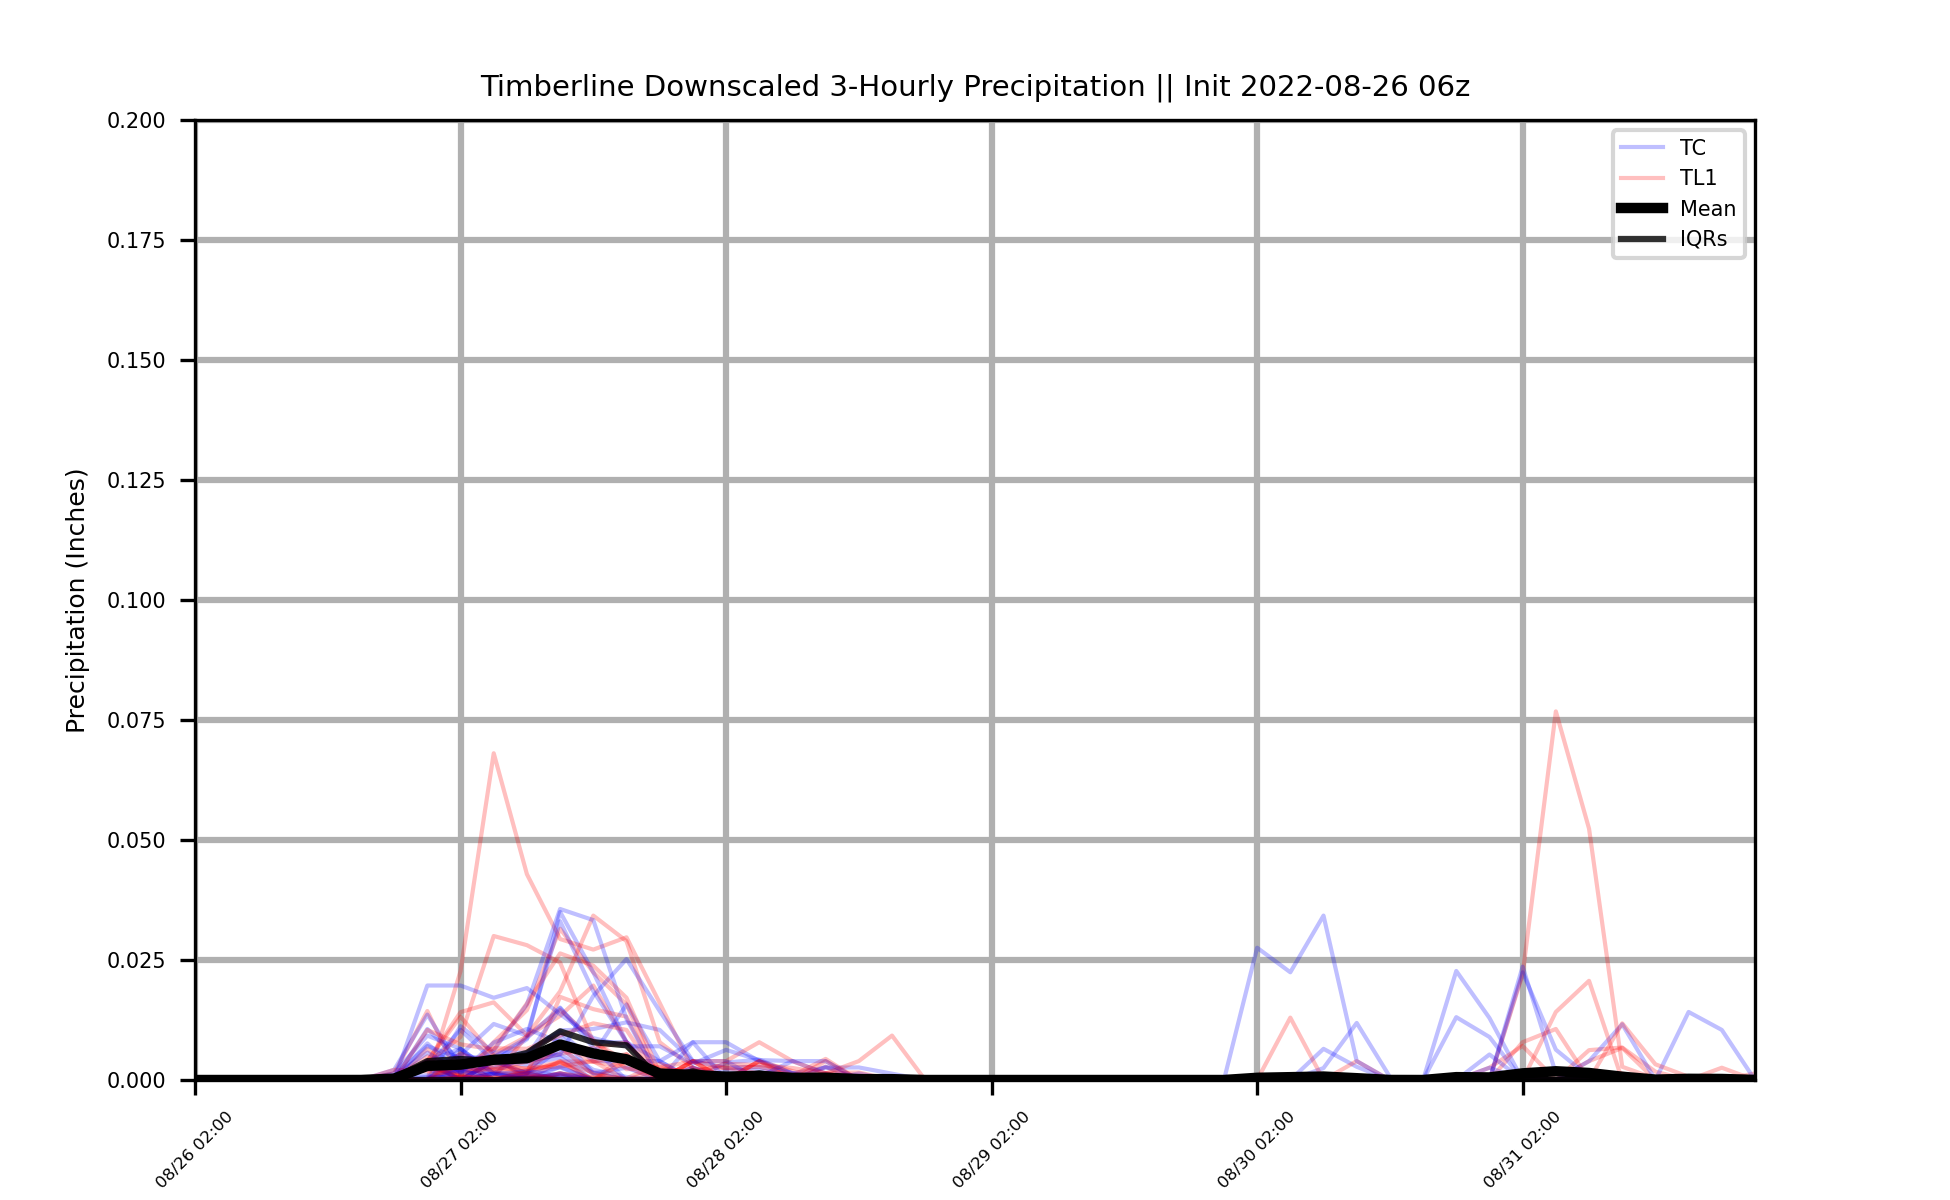 Timberline Downscaled 3-Hourly Precipitation || Init 2022-08-26 06z
TC
TL1
Mean
IQRs
Precipitation (Inches)
0.200
0.175
0.150
0.125
0.100
0.075
0.050
0.025
0.000
08/26 02:00
08/27 02:00
08/28 02:00
08/29 02:00
08/30 02:00
08/31 02:00